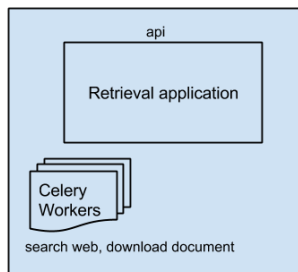 api
Retrieval application
Celery
Workers
search web, download document